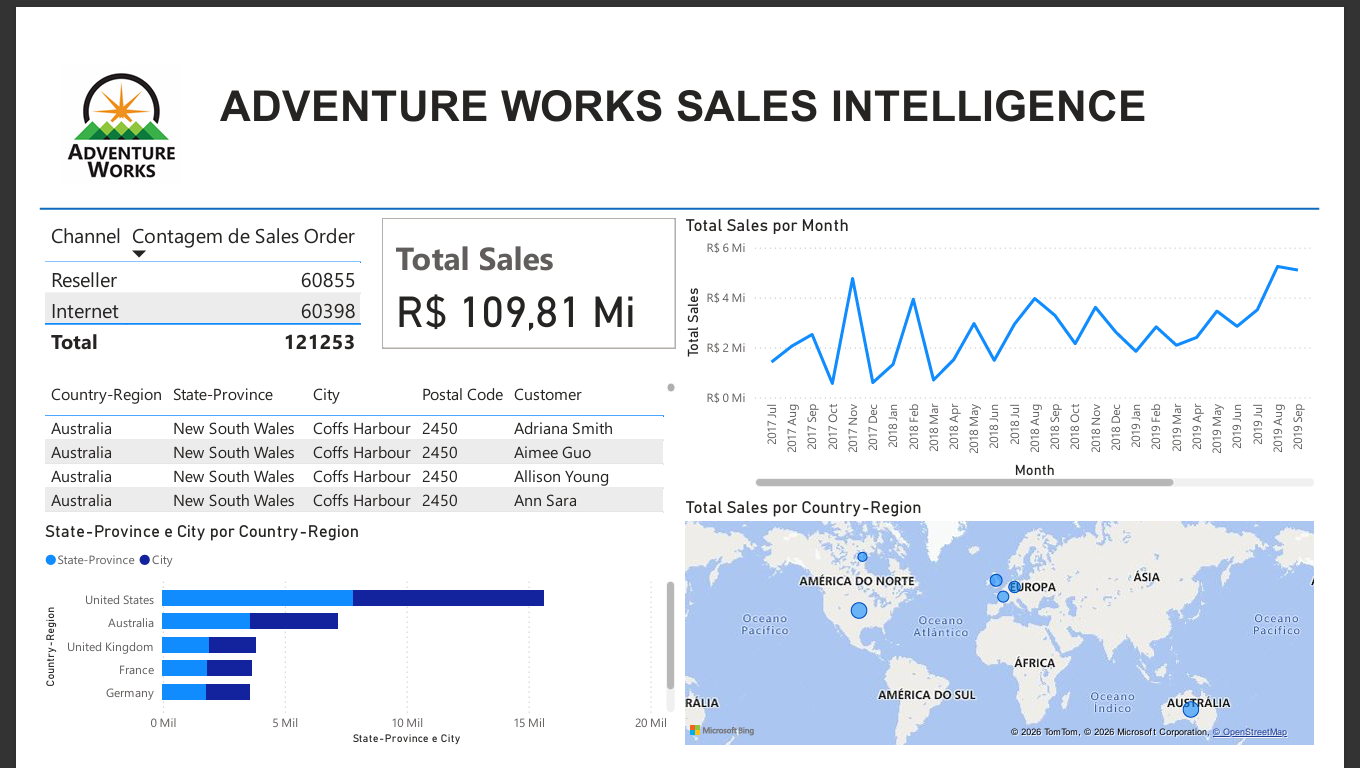 ADVENTURE WORKS SALES INTELLIGENCE
ADVENTURE
WORKS
Channel Contagem de Sales Order
Reseller 60855
Internet 60398
Total 121253
Total Sales
R$ 109,81 Mi
Country-Region State-Province City Postal Code Customer
Australia New South Wales Coffs Harbour 2450 Adriana Smith
Australia New South Wales Coffs Harbour 2450 Aimee Guo
Australia New South Wales Coffs Harbour 2450 Allison Young
Australia New South Wales Coffs Harbour 2450 Ann Sara
State-Province e City por Country-Region
State-Province City
Country-Region
United States
Australia
United Kingdom
France
Germany
0 Mil 5 Mil 10 Mil 15 Mil 20 Mil
State-Province e City
Total Sales por Month
Total Sales
R$ 6 Mi
R$ 4 Mi
R$ 2 Mi
R$ 0 Mi
2017 Jul
2017 Aug
2017 Sep
2017 Oct
2017 Nov
2017 Dec
2018 Jan
2018 Feb
2018 Mar
2018 Apr
2018 May
2018 Jun
2018 Jul
2018 Aug
2018 Sep
2018 Oct
2018 Nov
2018 Dec
2019 Jan
2019 Feb
2019 Mar
2019 Apr
2019 May
2019 Jun
2019 Jul
2019 Aug
2019 Sep
Month
Total Sales por Country-Region
AMÉRICA DO NORTE
EUROPA
ÁSIA
Oceano
Pacífico
Oceano
Atlântico
Oceano
Pacífico
ÁFRICA
AMÉRICA DO SUL
Oceano
Índico
RÁLIA
AUSTRÁLIA
Microsoft Bing
© 2026 TomTom, © 2026 Microsoft Corporation, © OpenStreetMap